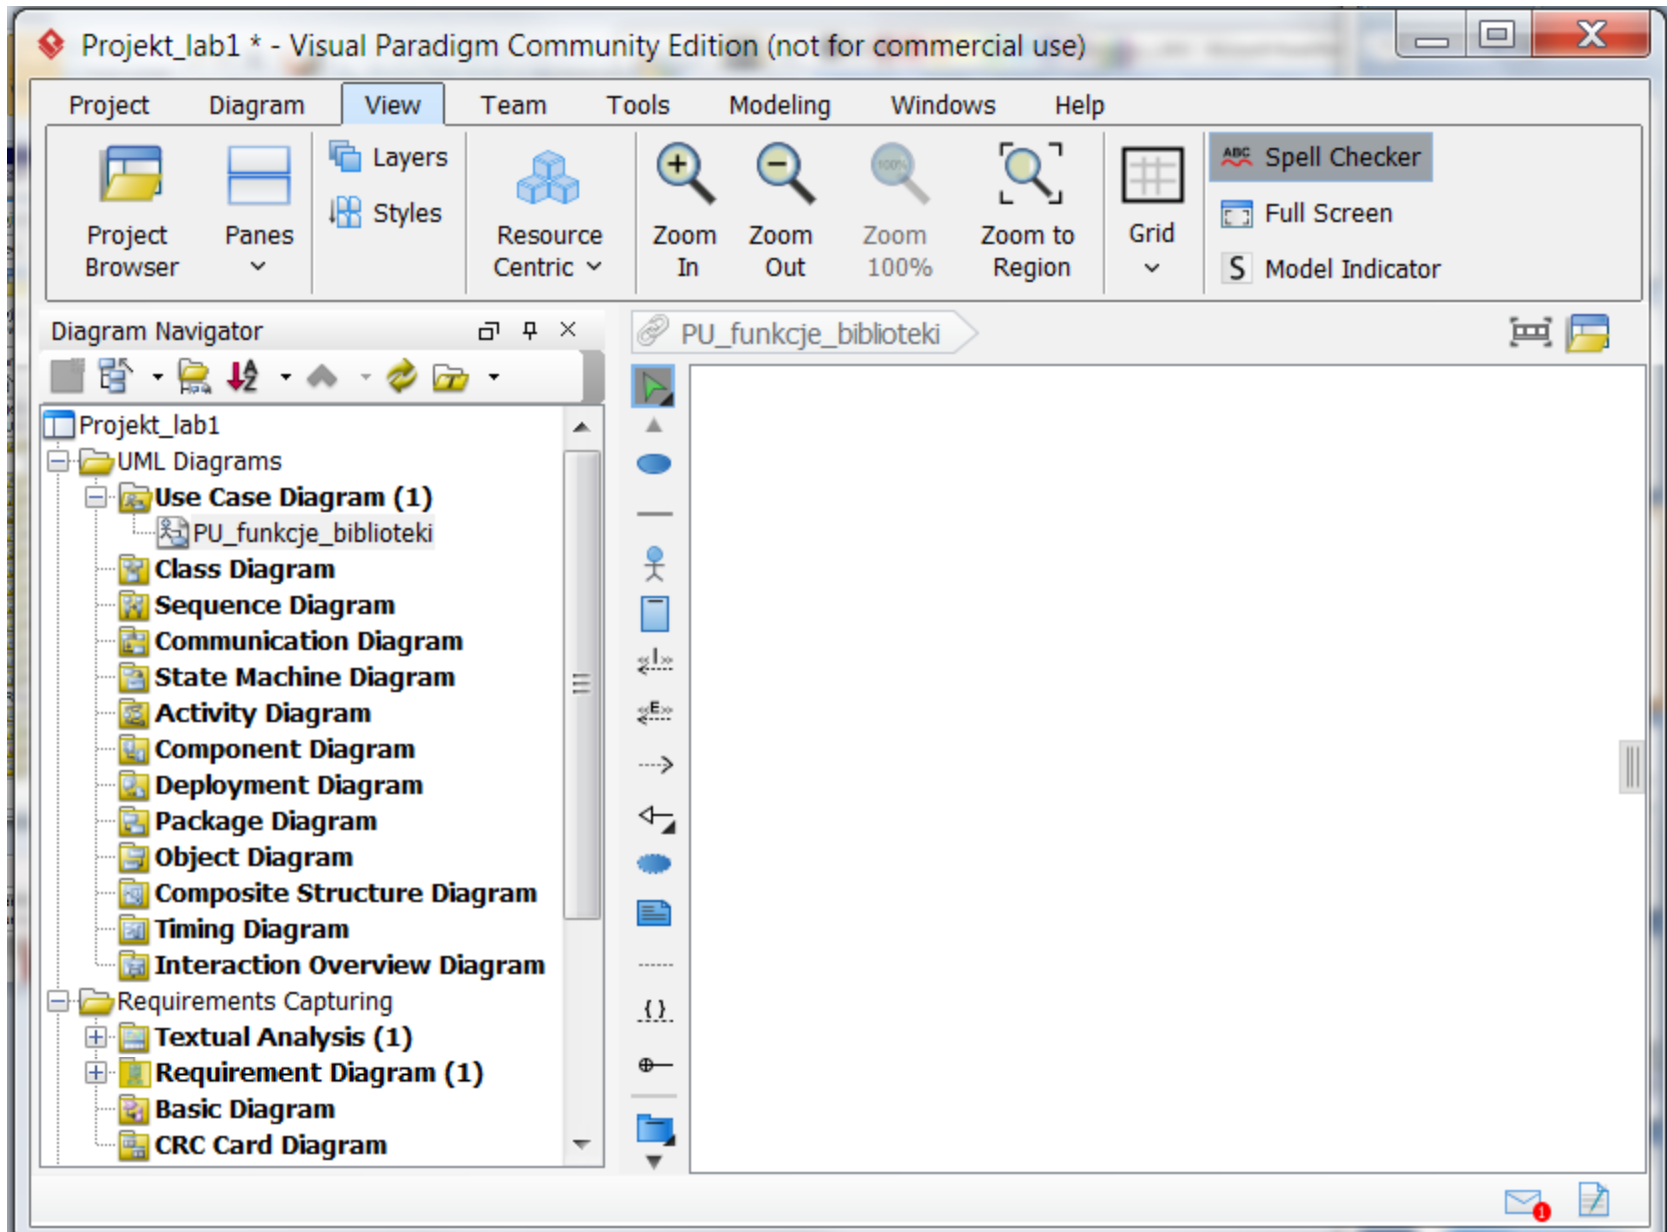 Projekt_lab1 * - Visual Paradigm Community Edition (not for commercial use)
Project Diagram View Team Tools Modeling Windows Help
Project Browser
Panes
Layers
Styles
Resource Centric
Zoom In
Zoom Out
100%
Zoom 100%
Zoom to Region
Grid
ABC Spell Checker
Full Screen
S Model Indicator
Diagram Navigator
PU_funkcje_biblioteki
Projekt_lab1
UML Diagrams
Use Case Diagram (1)
PU_funkcje_biblioteki
Class Diagram
Sequence Diagram
Communication Diagram
State Machine Diagram
Activity Diagram
Component Diagram
Deployment Diagram
Package Diagram
Object Diagram
Composite Structure Diagram
Timing Diagram
Interaction Overview Diagram
Requirements Capturing
Textual Analysis (1)
Requirement Diagram (1)
Basic Diagram
CRC Card Diagram
«I»
«E»
{}
1